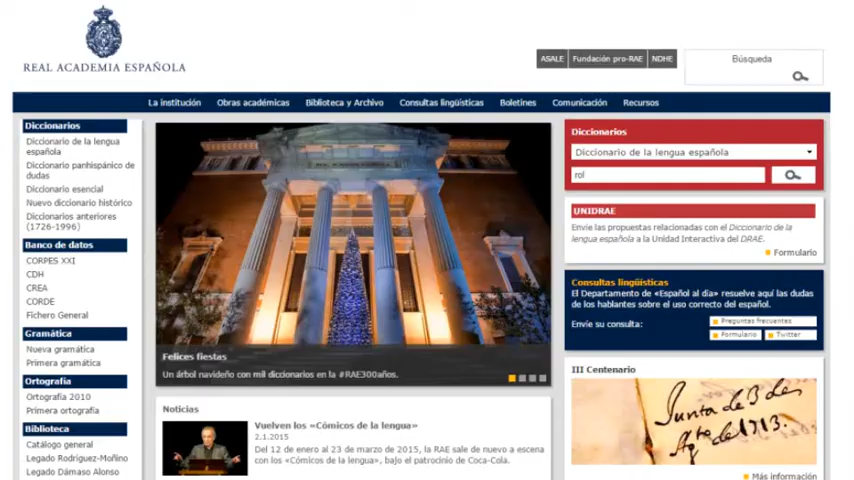 REAL ACADEMIA ESPAÑOLA
ASALE Fundación pro-RAE NDHE
Búsqueda
La institución Obras académicas Biblioteca y Archivo Consultas lingüísticas Boletines Comunicación Recursos
Diccionarios
Diccionario de la lengua
española
Diccionario panhispánico de
dudas
Diccionario esencial
Nuevo diccionario histórico
Diccionarios anteriores
(1726-1996)
Banco de datos
CORPES XXI
CDH
CREA
CORDE
Fichero General
Gramática
Nueva gramática
Primera gramática
Ortografía
Ortografía 2010
Primera ortografía
Biblioteca
Catálogo general
Legado Rodríguez-Moñino
Legado Dámaso Alonso
Felices fiestas
Un árbol navideño con mil diccionarios en la #RAE300años.
Noticias
Vuelven los «Cómicos de la lengua»
2.1.2015
Del 12 de enero al 23 de marzo de 2015, la RAE sale de nuevo a escena
con los «Cómicos de la lengua», bajo el patrocinio de Coca-Cola.
Diccionarios
Diccionario de la lengua española
rol
UNIDRAE
Envíe las propuestas relacionadas con el Diccionario de la
lengua española a la Unidad Interactiva del DRAE.
Formulario
Consultas lingüísticas
El Departamento de «Español al día» resuelve aquí las dudas
de los hablantes sobre el uso correcto del español.
Envíe su consulta:
Preguntas frecuentes
Formulario Twitter
III Centenario
Junta de 3 de
Agto de 1713.
Más información